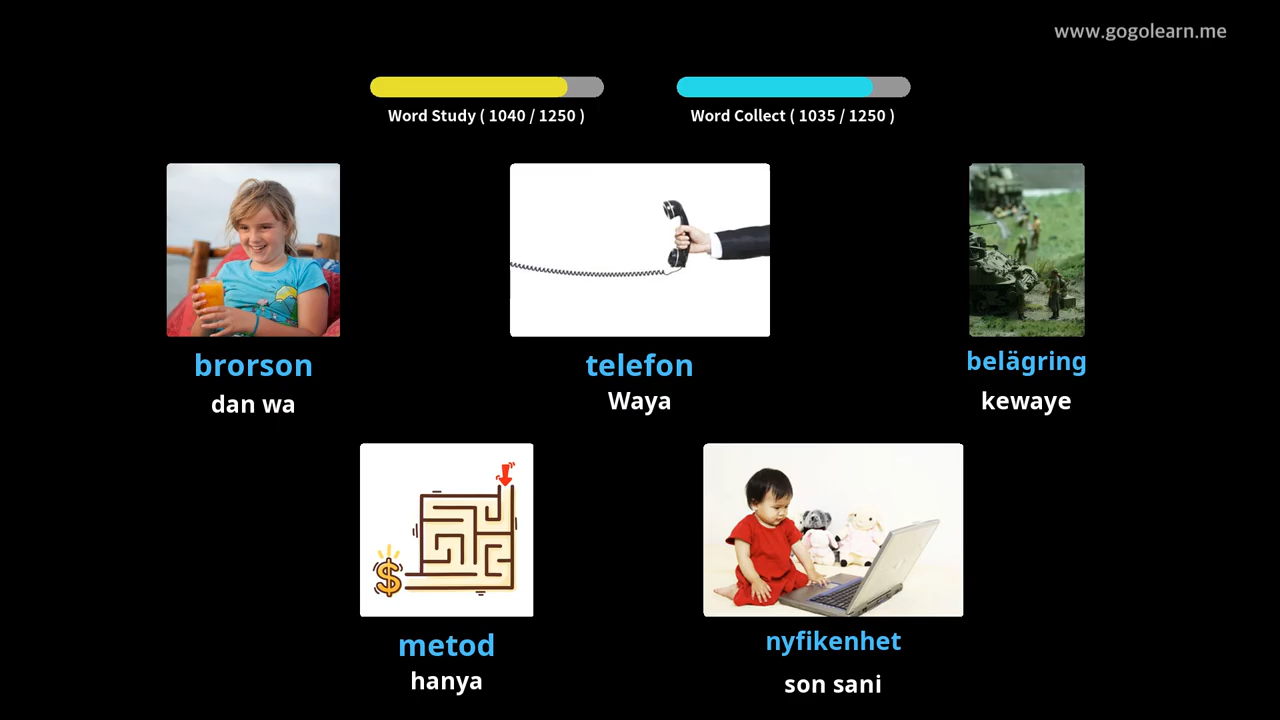 www.gogolearn.me
Word Study ( 1040 / 1250 )
Word Collect ( 1035 / 1250 )
brorson
dan wa
telefon
Waya
belägring
kewaye
metod
hanya
nyfikenhet
son sani